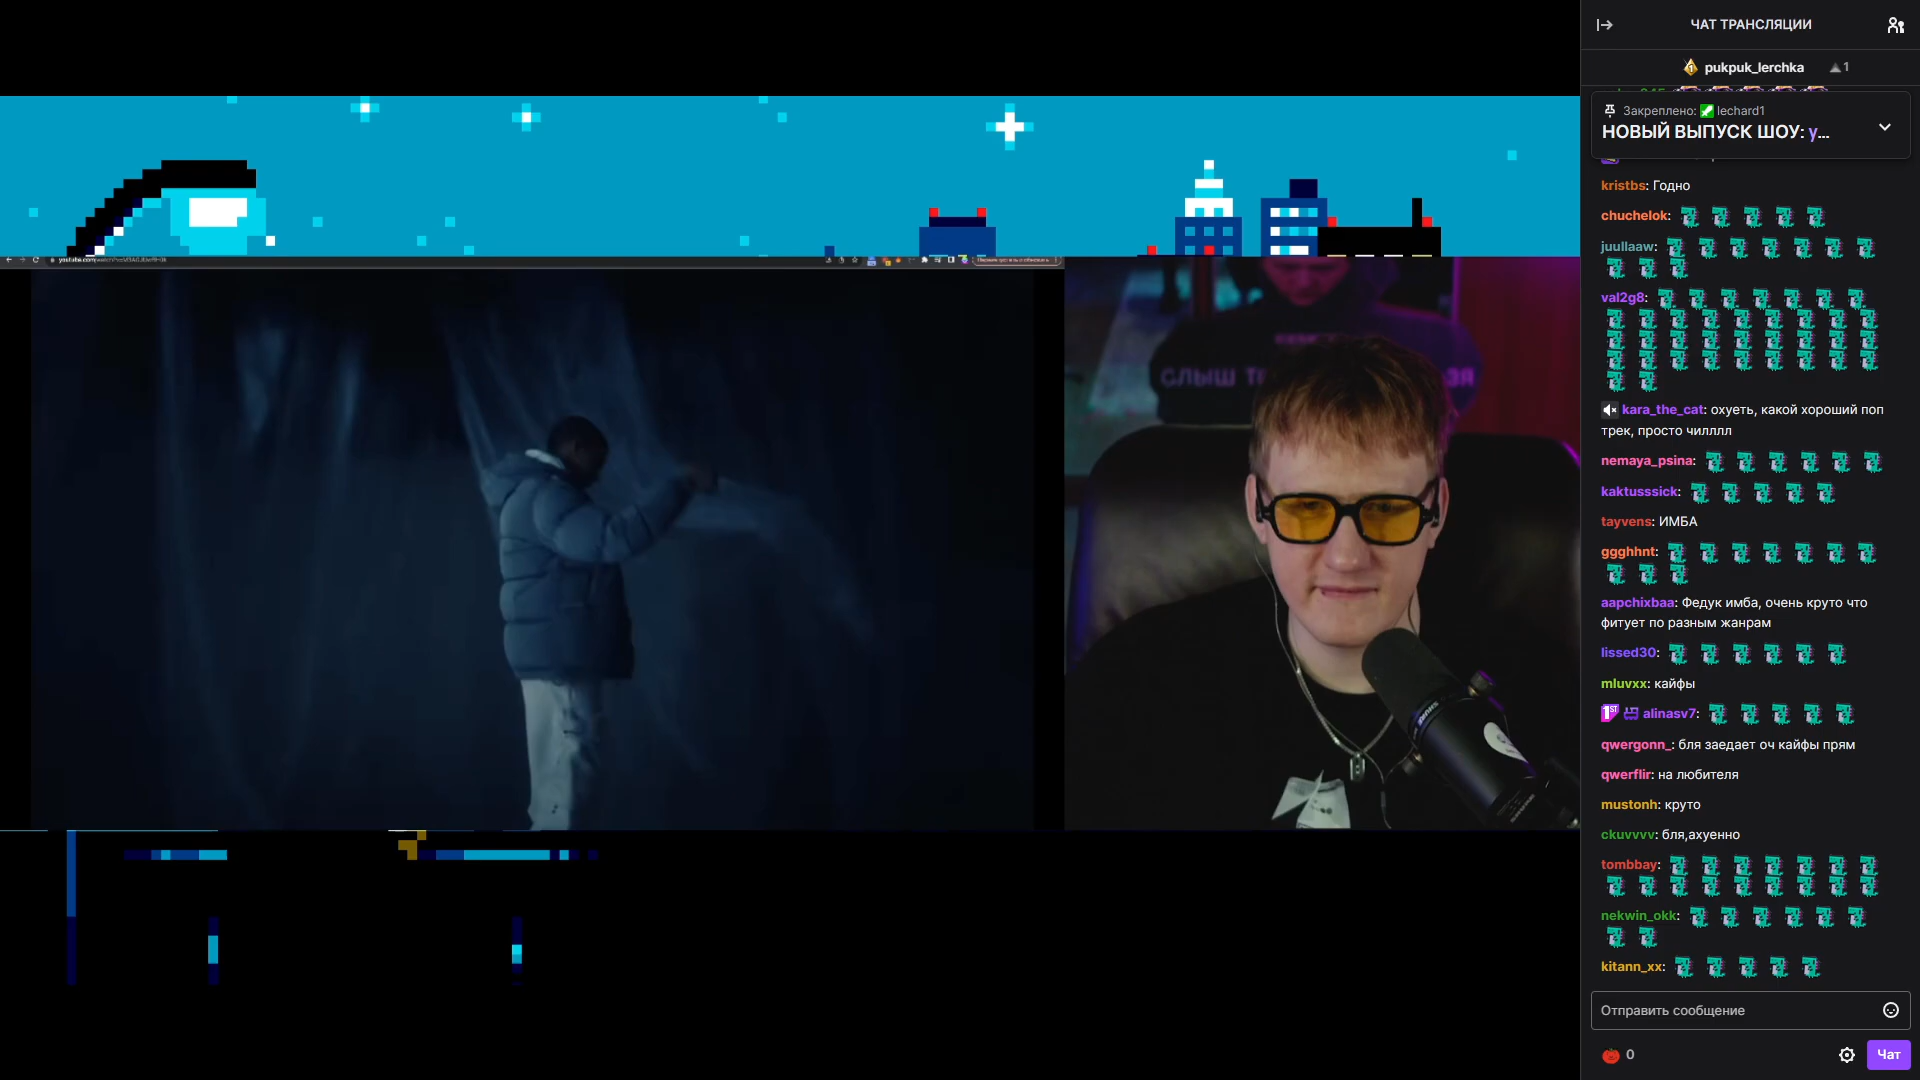 СЛЫШ
ЧАТ ТРАНСЛЯЦИИ
pukpuk_lerchka 1
Закреплено: lechard1
НОВЫЙ ВЫПУСК ШОУ: y...
kristbs: Годно
chuchelok:
juullaaw:
val2g8:
kara_the_cat: охуеть, какой хороший поп
трек, просто чилллл
nemaya_psina:
kaktusssick:
tayvens: ИМБА
ggghhnt:
aapchixbaa: Федук имба, очень круто что
фитует по разным жанрам
lissed30:
mluvxx: кайфы
1ST alinasv7:
qwergonn_: бля заедает оч кайфы прям
qwerflir: на любителя
mustonh: круто
ckuvvvv: бля,ахуенно
tombbay:
nekwin_okk:
kitann_xx:
Отправить сообщение
0
Чат